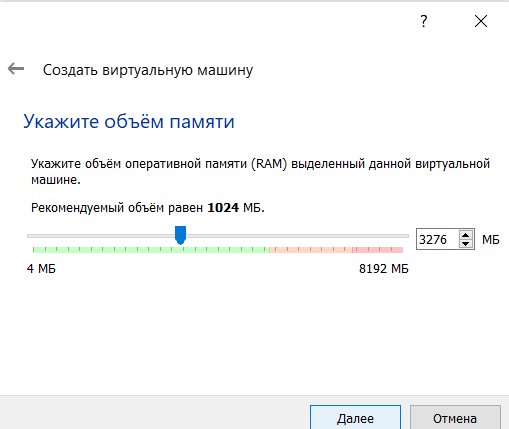 ?
Создать виртуальную машину
Укажите объём памяти
Укажите объём оперативной памяти (RAM) выделенный данной виртуальной
машине.
Рекомендуемый объём равен 1024 МБ.
3276 МБ
4 МБ 8192 МБ
Далее Отмена